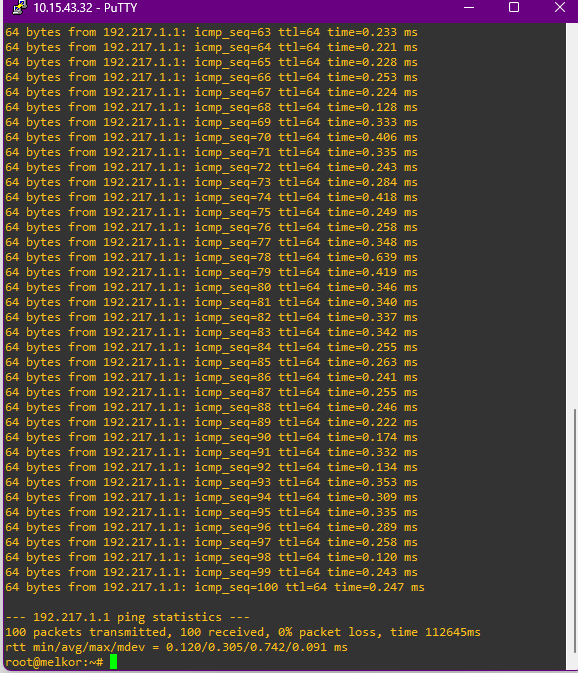 10.15.43.32 - PuTTY
64 bytes from 192.217.1.1: icmp_seq=63 ttl=64 time=0.233 ms
64 bytes from 192.217.1.1: icmp_seq=64 ttl=64 time=0.221 ms
64 bytes from 192.217.1.1: icmp_seq=65 ttl=64 time=0.228 ms
64 bytes from 192.217.1.1: icmp_seq=66 ttl=64 time=0.253 ms
64 bytes from 192.217.1.1: icmp_seq=67 ttl=64 time=0.224 ms
64 bytes from 192.217.1.1: icmp_seq=68 ttl=64 time=0.128 ms
64 bytes from 192.217.1.1: icmp_seq=69 ttl=64 time=0.333 ms
64 bytes from 192.217.1.1: icmp_seq=70 ttl=64 time=0.406 ms
64 bytes from 192.217.1.1: icmp_seq=71 ttl=64 time=0.335 ms
64 bytes from 192.217.1.1: icmp_seq=72 ttl=64 time=0.243 ms
64 bytes from 192.217.1.1: icmp_seq=73 ttl=64 time=0.284 ms
64 bytes from 192.217.1.1: icmp_seq=74 ttl=64 time=0.418 ms
64 bytes from 192.217.1.1: icmp_seq=75 ttl=64 time=0.249 ms
64 bytes from 192.217.1.1: icmp_seq=76 ttl=64 time=0.258 ms
64 bytes from 192.217.1.1: icmp_seq=77 ttl=64 time=0.348 ms
64 bytes from 192.217.1.1: icmp_seq=78 ttl=64 time=0.639 ms
64 bytes from 192.217.1.1: icmp_seq=79 ttl=64 time=0.419 ms
64 bytes from 192.217.1.1: icmp_seq=80 ttl=64 time=0.346 ms
64 bytes from 192.217.1.1: icmp_seq=81 ttl=64 time=0.340 ms
64 bytes from 192.217.1.1: icmp_seq=82 ttl=64 time=0.337 ms
64 bytes from 192.217.1.1: icmp_seq=83 ttl=64 time=0.342 ms
64 bytes from 192.217.1.1: icmp_seq=84 ttl=64 time=0.255 ms
64 bytes from 192.217.1.1: icmp_seq=85 ttl=64 time=0.263 ms
64 bytes from 192.217.1.1: icmp_seq=86 ttl=64 time=0.241 ms
64 bytes from 192.217.1.1: icmp_seq=87 ttl=64 time=0.255 ms
64 bytes from 192.217.1.1: icmp_seq=88 ttl=64 time=0.246 ms
64 bytes from 192.217.1.1: icmp_seq=89 ttl=64 time=0.222 ms
64 bytes from 192.217.1.1: icmp_seq=90 ttl=64 time=0.174 ms
64 bytes from 192.217.1.1: icmp_seq=91 ttl=64 time=0.332 ms
64 bytes from 192.217.1.1: icmp_seq=92 ttl=64 time=0.134 ms
64 bytes from 192.217.1.1: icmp_seq=93 ttl=64 time=0.353 ms
64 bytes from 192.217.1.1: icmp_seq=94 ttl=64 time=0.309 ms
64 bytes from 192.217.1.1: icmp_seq=95 ttl=64 time=0.335 ms
64 bytes from 192.217.1.1: icmp_seq=96 ttl=64 time=0.289 ms
64 bytes from 192.217.1.1: icmp_seq=97 ttl=64 time=0.258 ms
64 bytes from 192.217.1.1: icmp_seq=98 ttl=64 time=0.120 ms
64 bytes from 192.217.1.1: icmp_seq=99 ttl=64 time=0.243 ms
64 bytes from 192.217.1.1: icmp_seq=100 ttl=64 time=0.247 ms
--- 192.217.1.1 ping statistics ---
100 packets transmitted, 100 received, 0% packet loss, time 112645ms
rtt min/avg/max/mdev = 0.120/0.305/0.742/0.091 ms
root@melkor:~#